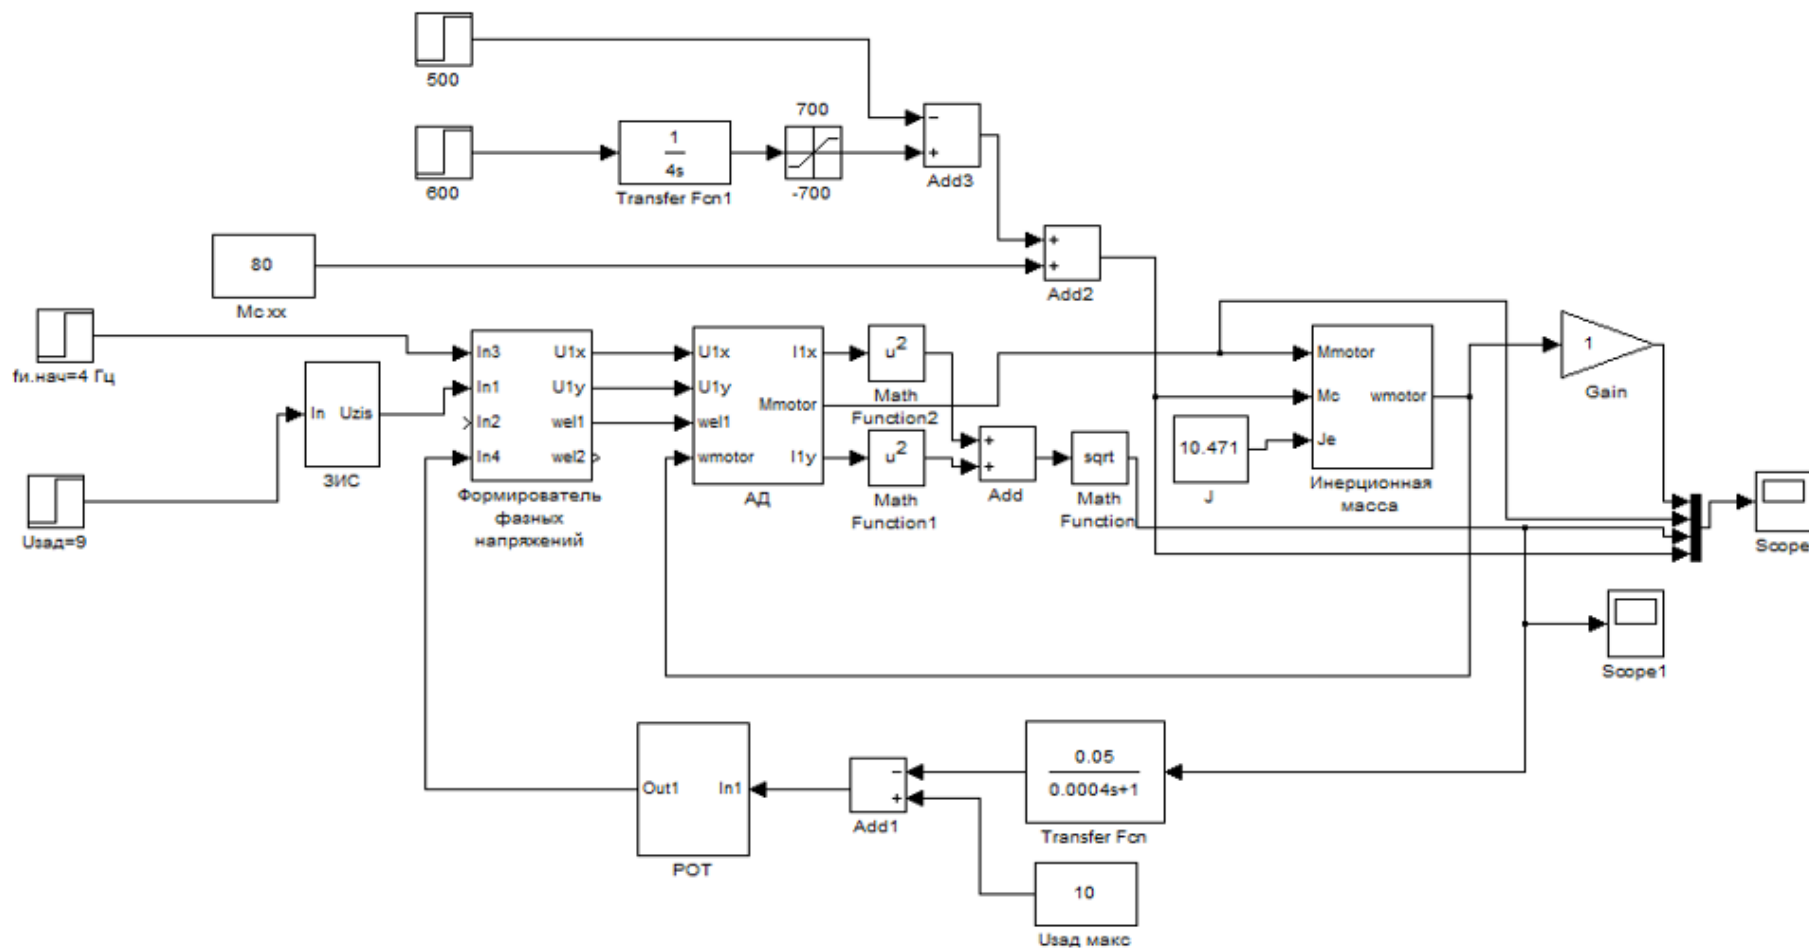 500
700
1
4s
-
+
600
Transfer Fcn1
-700
Add3
80
Мс хх
+
+
Add2
fи.нач=4 Гц
In3
U1x
In1
U1y
In2
wel1
In4
wel2
Формирователь
фазных
напряжений
In
Uzis
ЗИС
Uзад=9
U1x
I1x
U1y
Mmotor
wel1
wmotor
I1y
АД
u2
Math
Function2
u2
Math
Function1
+
+
Add
sqrt
Math
Function
10.471
J
Mmotor
Mc
wmotor
Je
Инерционная
масса
1
Gain
Scope
Scope1
Out1
In1
РОТ
-
+
Add1
0.05
0.0004s+1
Transfer Fcn
10
Uзад макс